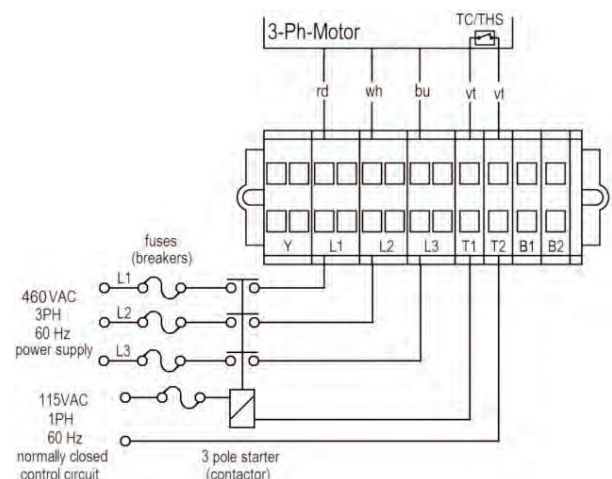 TC/THS
3-Ph-Motor
rd wh bu vt vt
Y L1 L2 L3 T1 T2 B1 B2
fuses
(breakers)
L1
460 VAC
3PH
60 Hz
power supply
L2
L3
115VAC
1PH
60 Hz
normally closed
control circuit
3 pole starter
(contactor)